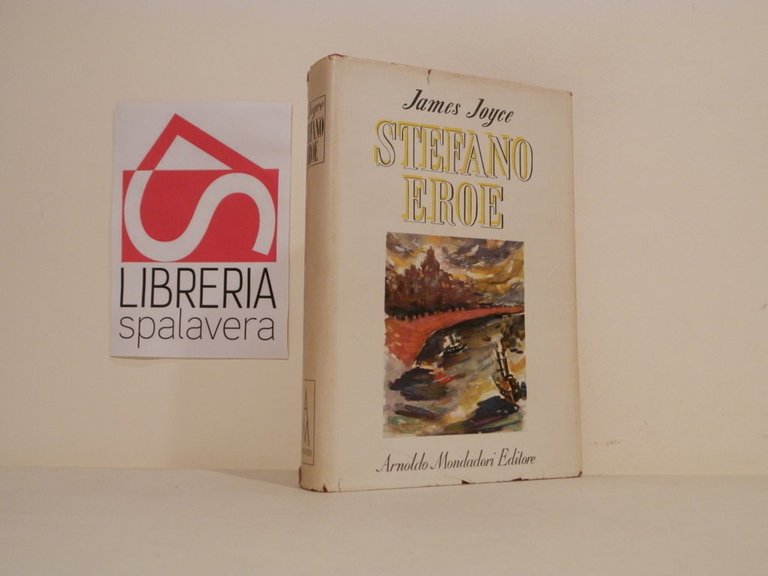 LIBRERIA
spalavera
James Joyce
STEFANO
EROE
Arnoldo Mondadori Editore